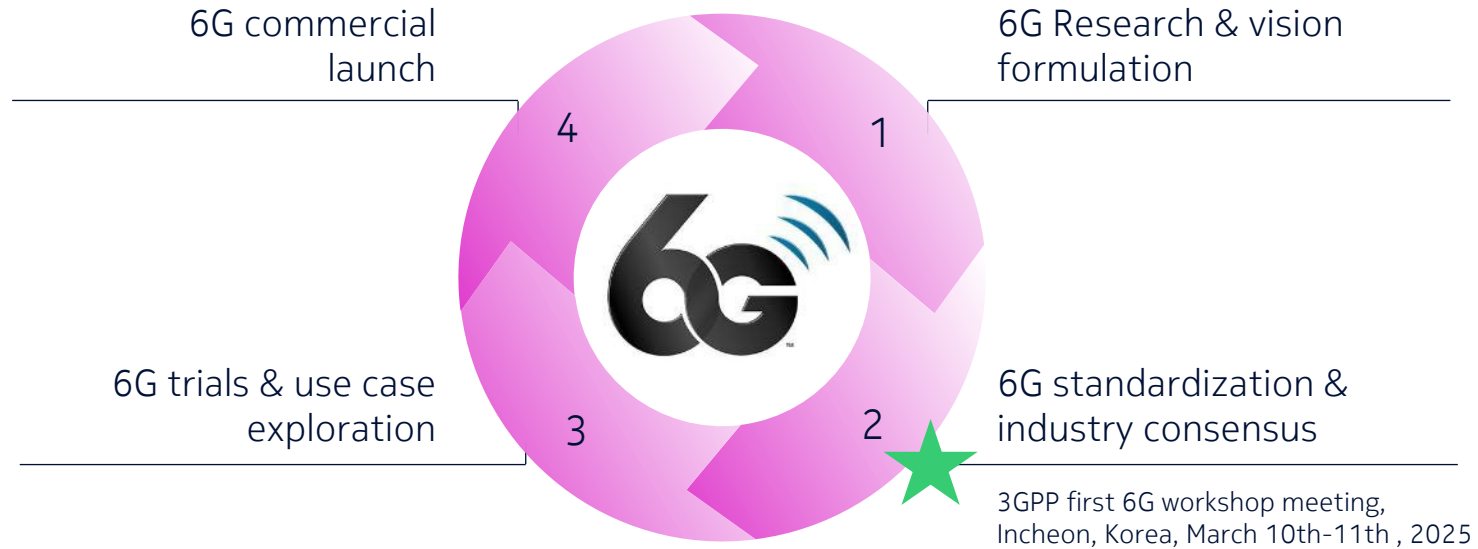 6G commercial
launch
6G Research & vision
formulation
4
1
6G
TM
6G trials & use case
exploration
3
2
6G standardization &
industry consensus
3GPP first 6G workshop meeting,
Incheon, Korea, March 10th-11th , 2025